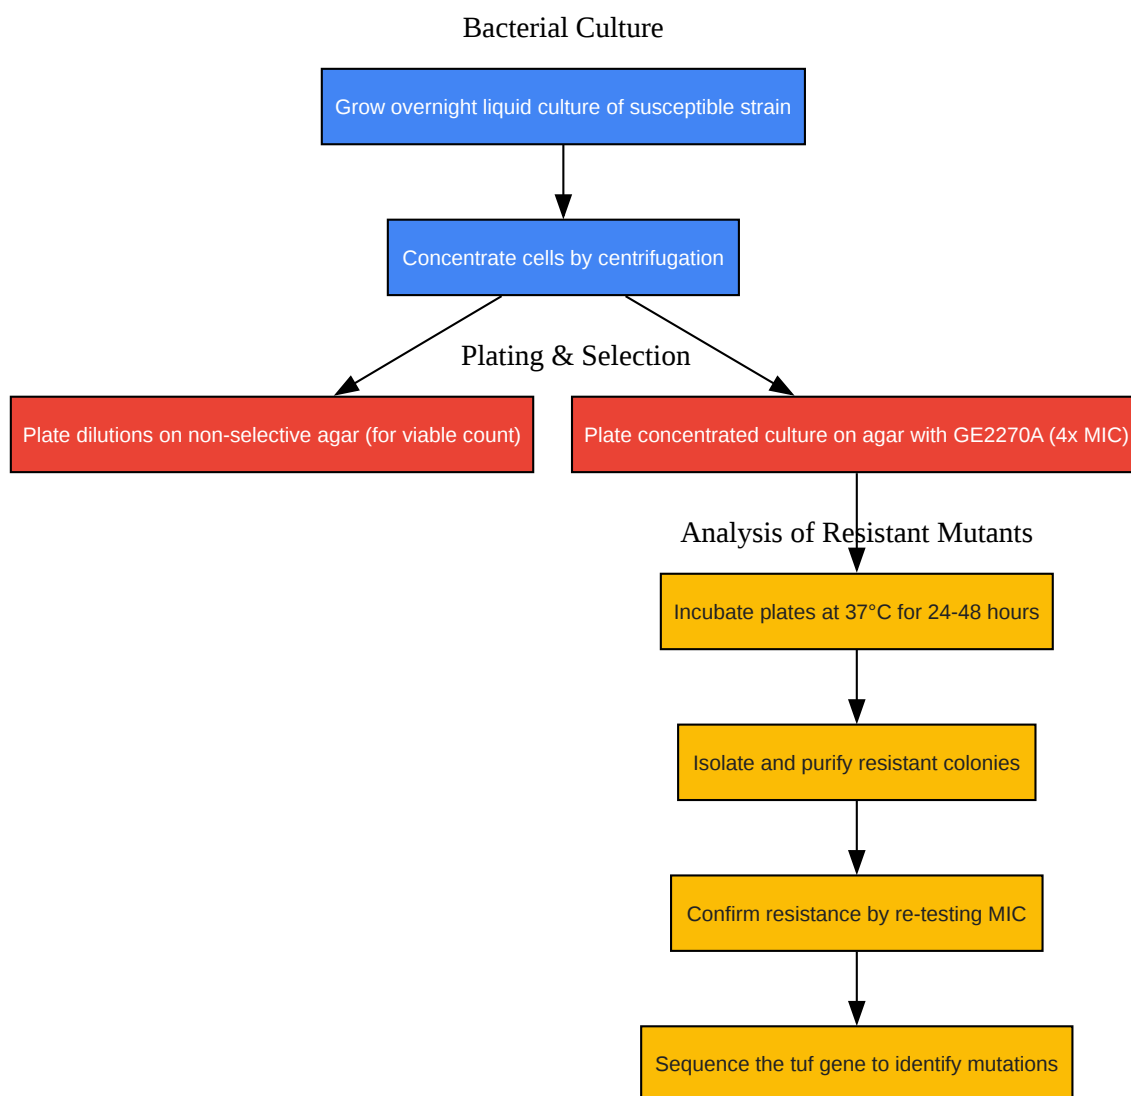 Bacterial Culture
Grow overnight liquid culture of susceptible strain
Concentrate cells by centrifugation
Plating & Selection
Plate dilutions on non-selective agar (for viable count)
Plate concentrated culture on agar with GE2270A (4x MIC)
Analysis of Resistant Mutants
Incubate plates at 37°C for 24-48 hours
Isolate and purify resistant colonies
Confirm resistance by re-testing MIC
Sequence the tuf gene to identify mutations